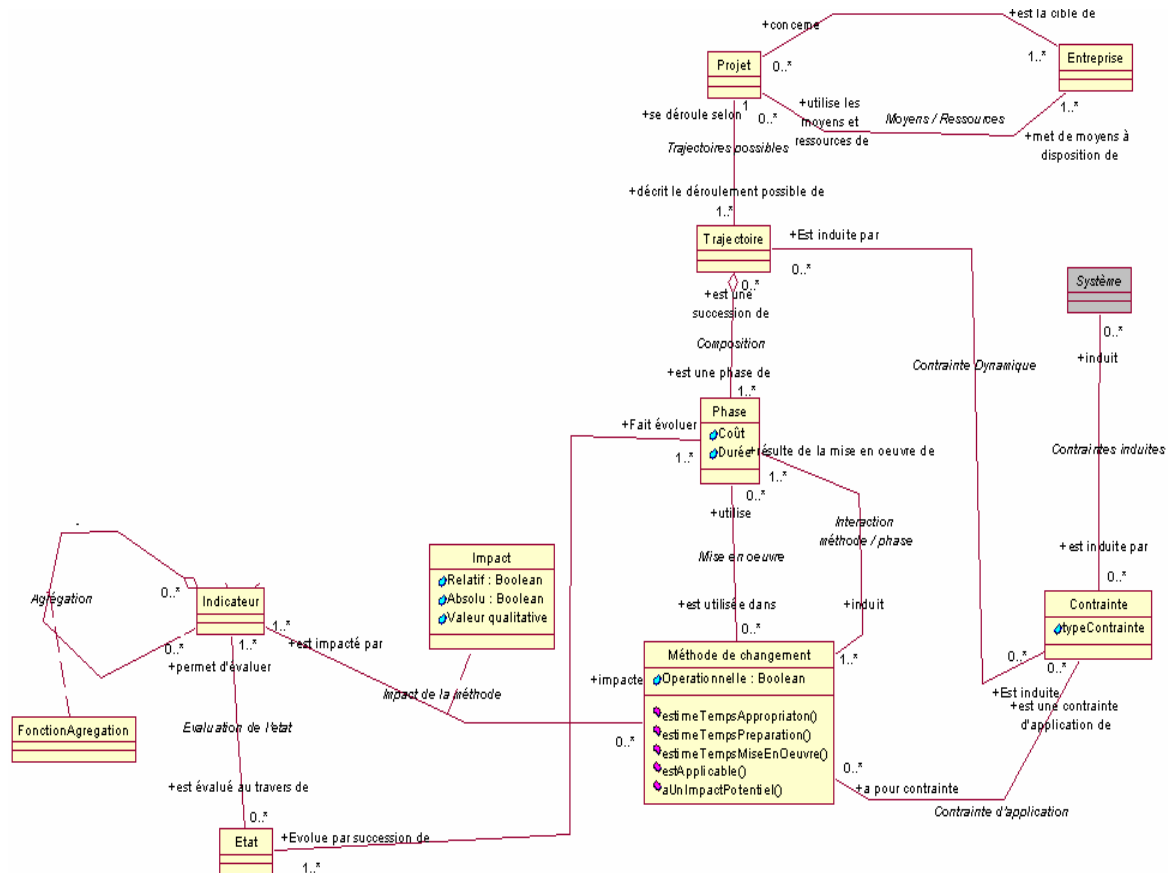 +est la cible de
+concerne
Projet
0..*
1..*
Entreprise
1
0..*
+utilise les
moyens et
ressources de
Moyens / Ressources
1..*
+met de moyens à
disposition de
+se déroule selon
Trajectoires possibles
+décrit le déroulement possible de
1..*
Trajectoire
+Est induite par
0..*
0..*
+est une
succession de
Composition
+est une phase de
1..*
Système
0..*
+induit
Contrainte Dynamique
Contraintes induites
+est induite par
0..*
Phase
Coût
Durée
+Fait évoluer
1..*
+résulte de la mise en oeuvre de
1..*
0..*
+utilise
Mise en oeuvre
Interaction
méthode / phase
+est utilisée dans
0..*
+induit
1..*
-
Agrégation
0..*
Indicateur
0..*
1..*
1..*
+est impacté par
+permet d'évaluer
Impact
Relatif : Boolean
Absolu : Boolean
Valeur qualitative
Impact de la méthode
+impacte
0..*
Méthode de changement
Operationnelle : Boolean
estimeTempsAppropriaton()
estimeTempsPreparation()
estimeTempsMiseEnOeuvre()
estApplicable()
aUnImpactPotentiel()
Contrainte
typeContrainte
0..*
0..*
+Est induite
+est une contrainte
d'application de
0..*
+a pour contrainte
Contrainte d'application
FonctionAgregation
Evaluation de l'etat
+est évalué au travers de
0..*
Etat
+Evolue par succession de
1..*